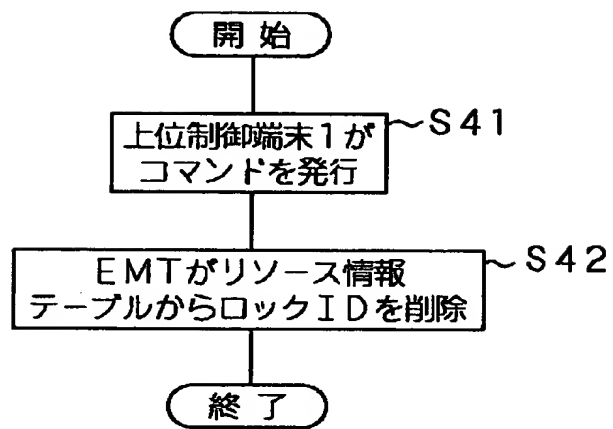 開始
上位制御端末1が
コマンドを発行
S41
EMTがリソース情報
テーブルからロックIDを削除
S42
終了